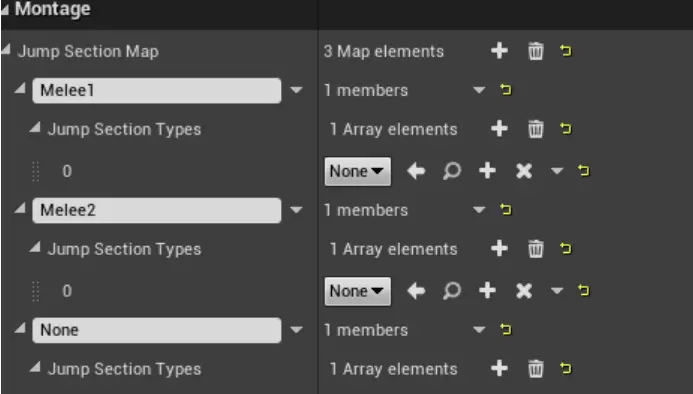 Montage
Jump Section Map 3 Map elements
Melee1 1 members
Jump Section Types 1 Array elements
0 None
Melee2 1 members
Jump Section Types 1 Array elements
0 None
None 1 members
Jump Section Types 1 Array elements